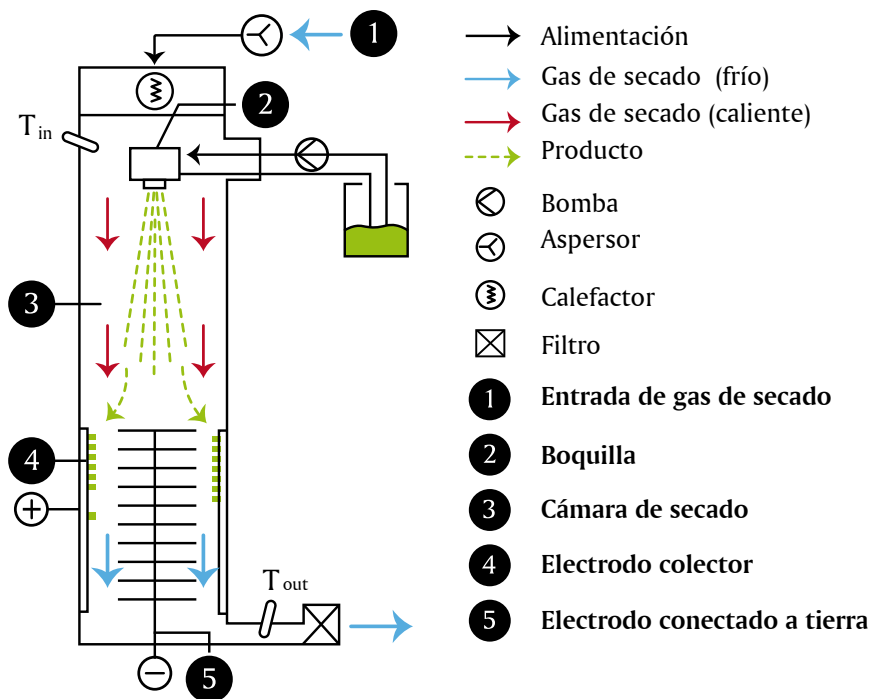 1
2
T in
3
4
+
T out
−
5
Alimentación
Gas de secado (frío)
Gas de secado (caliente)
Producto
Bomba
Aspersor
Calefactor
Filtro
1 Entrada de gas de secado
2 Boquilla
3 Cámara de secado
4 Electrodo colector
5 Electrodo conectado a tierra